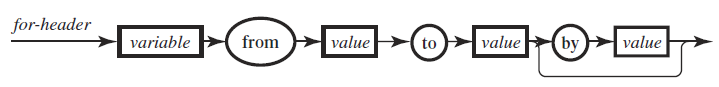 for-header
variable from value to value by value